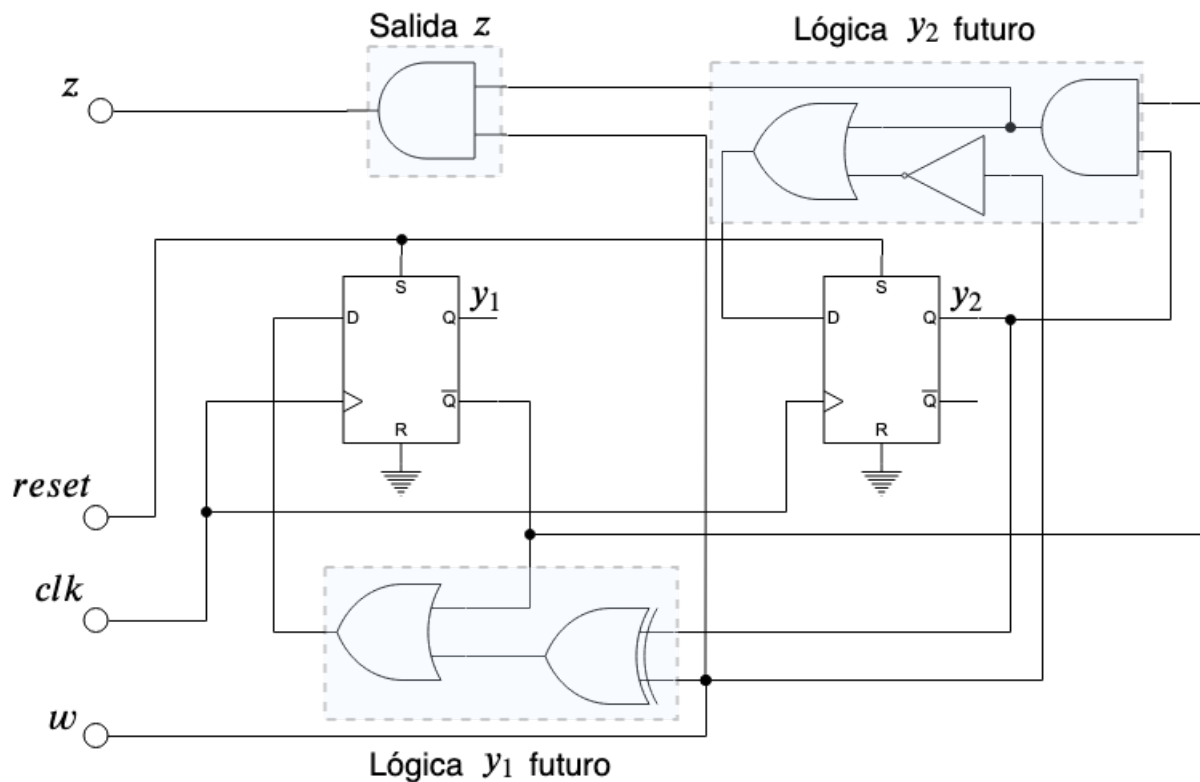 Salida z
Lógica y₂ futuro
z
S
D
Q
y₁
Q̅
R
S
D
Q
y₂
Q̅
R
reset
clk
w
Lógica y₁ futuro